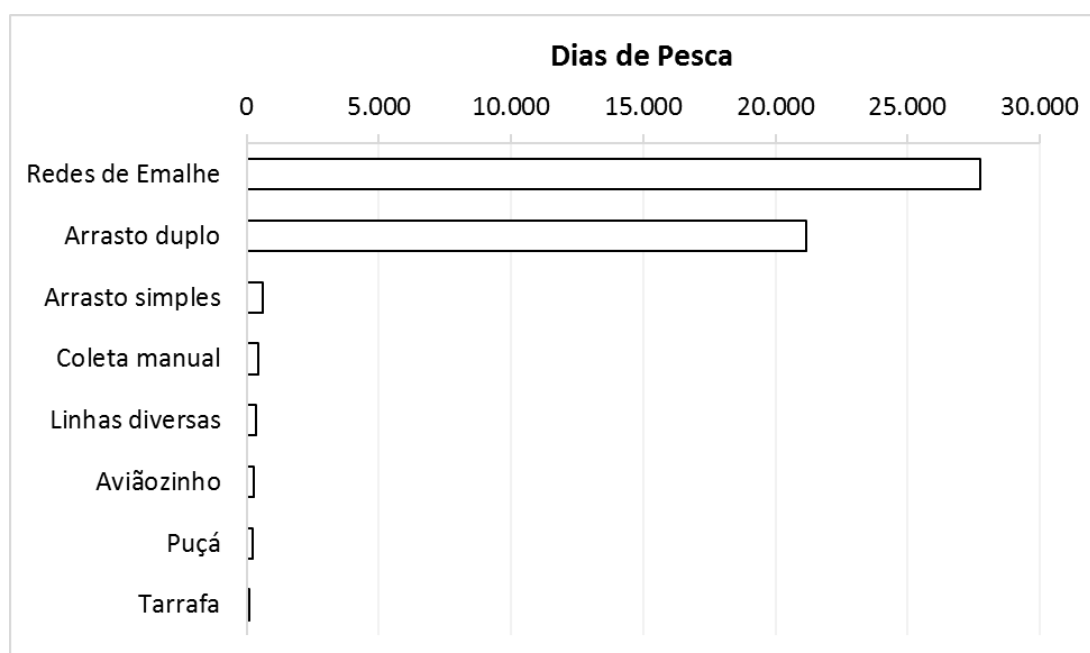 Dias de Pesca
0 5.000 10.000 15.000 20.000 25.000 30.000
Redes de Emalhe
Arrasto duplo
Arrasto simples
Coleta manual
Linhas diversas
Aviãozinho
Puçá
Tarrafa